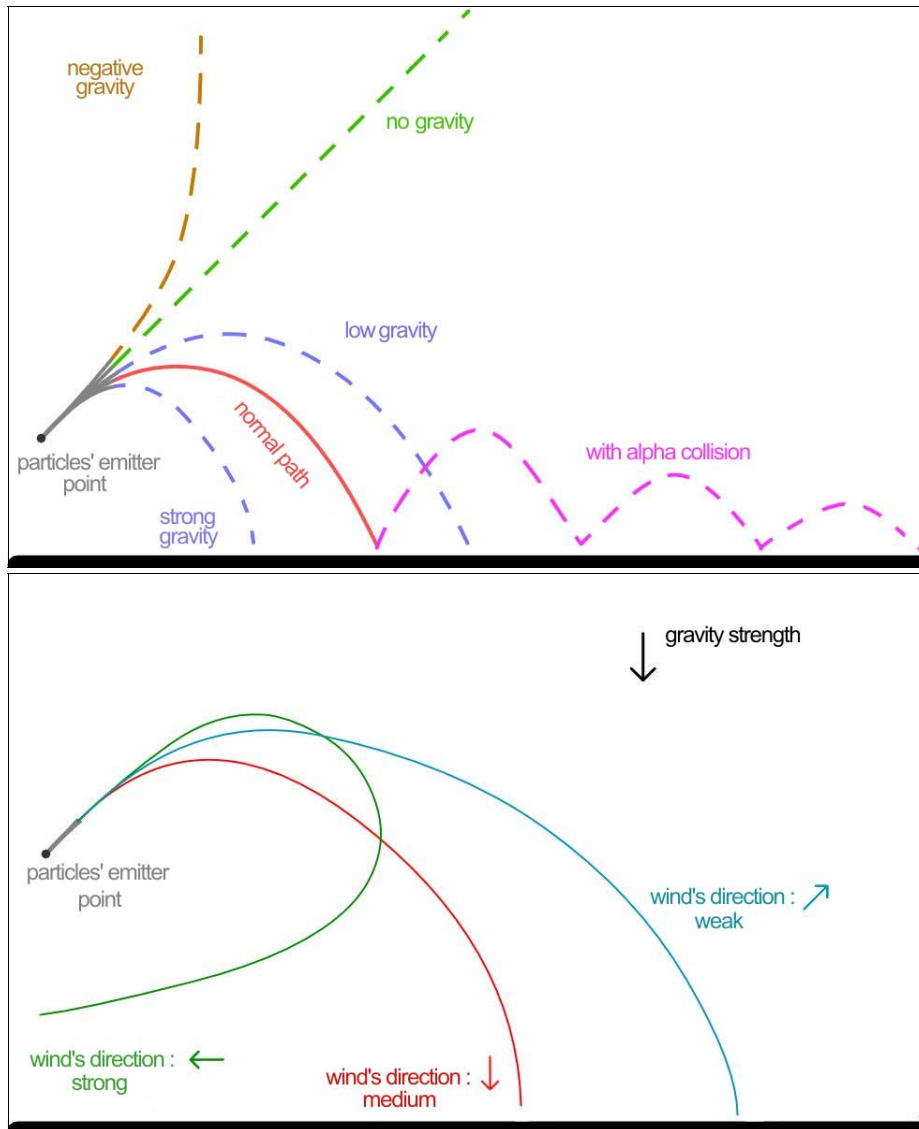 negative
gravity
no gravity
low gravity
normal path
particles' emitter
point
with alpha collision
strong
gravity
gravity strength
particles' emitter
point
wind's direction :
weak
wind's direction :
strong
wind's direction :
medium